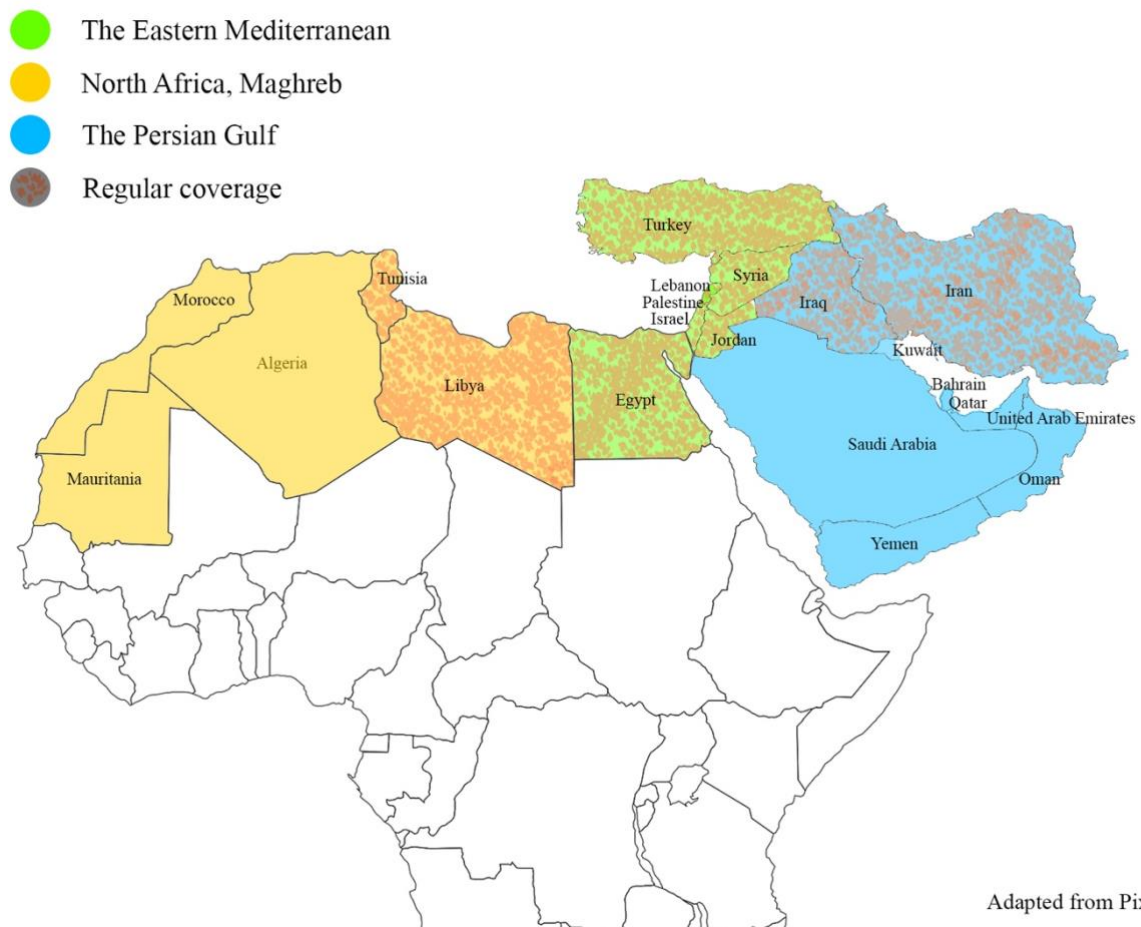 The Eastern Mediterranean
North Africa, Maghreb
The Persian Gulf
Regular coverage
Turkey
Tunisia
Syria
Lebanon
Morocco
Palestine
Iraq
Iran
Israel
Jordan
Algeria
Kuwait
Libya
Bahrain
Egypt
Qatar
United Arab Emirates
Saudi Arabia
Mauritania
Oman
Yemen
Adapted from Pix